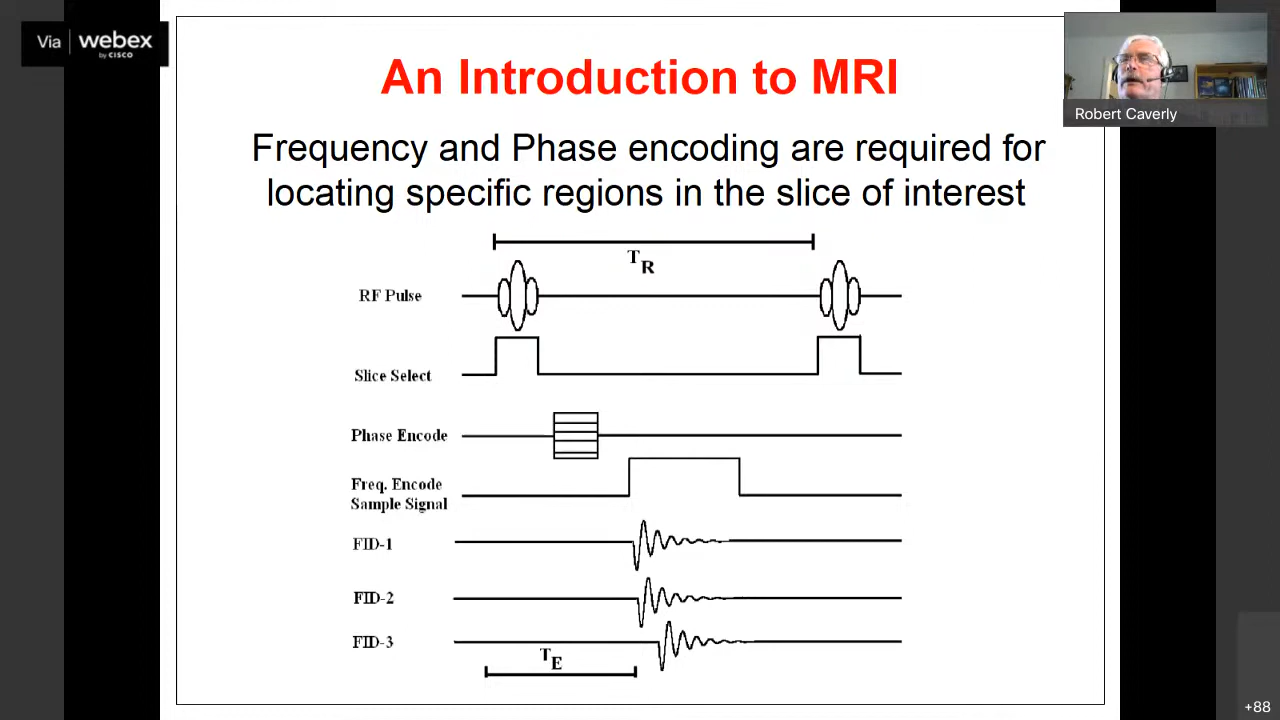 Via webex
by CISCO
An Introduction to MRI
Robert Caverly
Frequency and Phase encoding are required for
locating specific regions in the slice of interest
TR
RF Pulse
Slice Select
Phase Encode
Freq. Encode
Sample Signal
FID-1
FID-2
FID-3
TE
+88